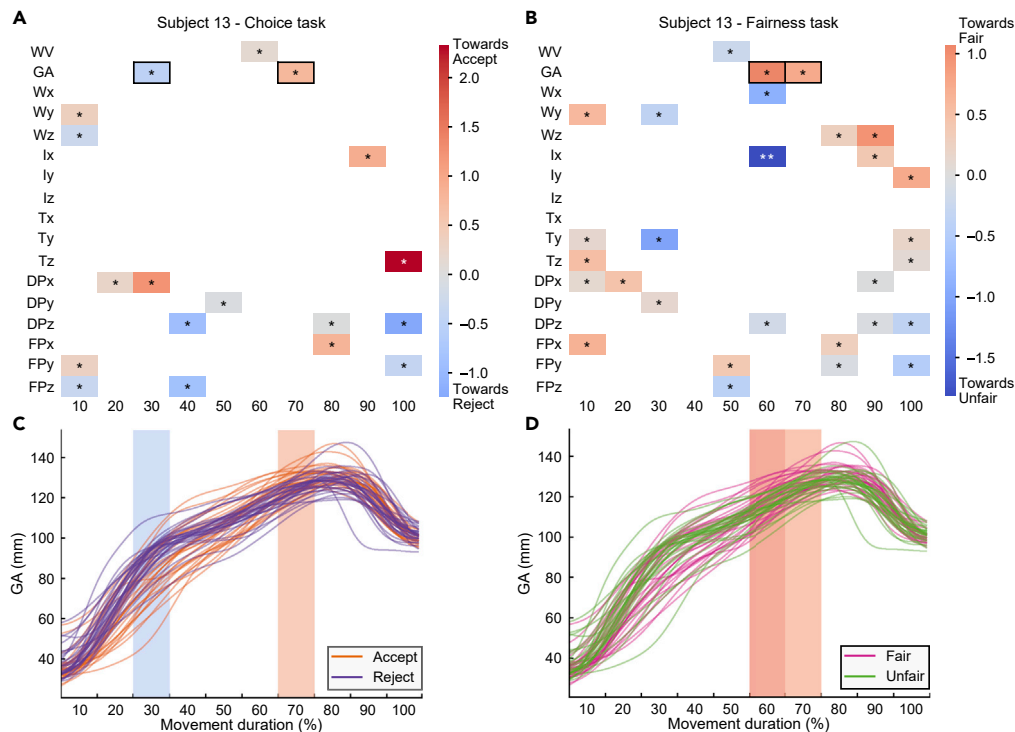 A
Subject 13 - Choice task
WV
GA
Wx
Wy
Wz
Ix
Iy
Iz
Tx
Ty
Tz
DPx
DPy
DPz
FPx
FPy
FPz
*
* *
*
*
*
*
* *
*
* * *
*
* *
* *
10 20 30 40 50 60 70 80 90 100
Towards
Accept
2.0
1.5
1.0
0.5
0.0
−0.5
−1.0
Towards
Reject
B
Subject 13 - Fairness task
WV
GA
Wx
Wy
Wz
Ix
Iy
Iz
Tx
Ty
Tz
DPx
DPy
DPz
FPx
FPy
FPz
*
* *
*
* *
* *
** *
*
* * *
* *
* * *
*
* * *
* *
* * *
*
10 20 30 40 50 60 70 80 90 100
Towards
Fair
1.0
0.5
0.0
−0.5
−1.0
−1.5
Towards
Unfair
C
GA (mm)
140
120
100
80
60
40
Accept
Reject
10 20 30 40 50 60 70 80 90 100
Movement duration (%)
D
GA (mm)
140
120
100
80
60
40
Fair
Unfair
10 20 30 40 50 60 70 80 90 100
Movement duration (%)